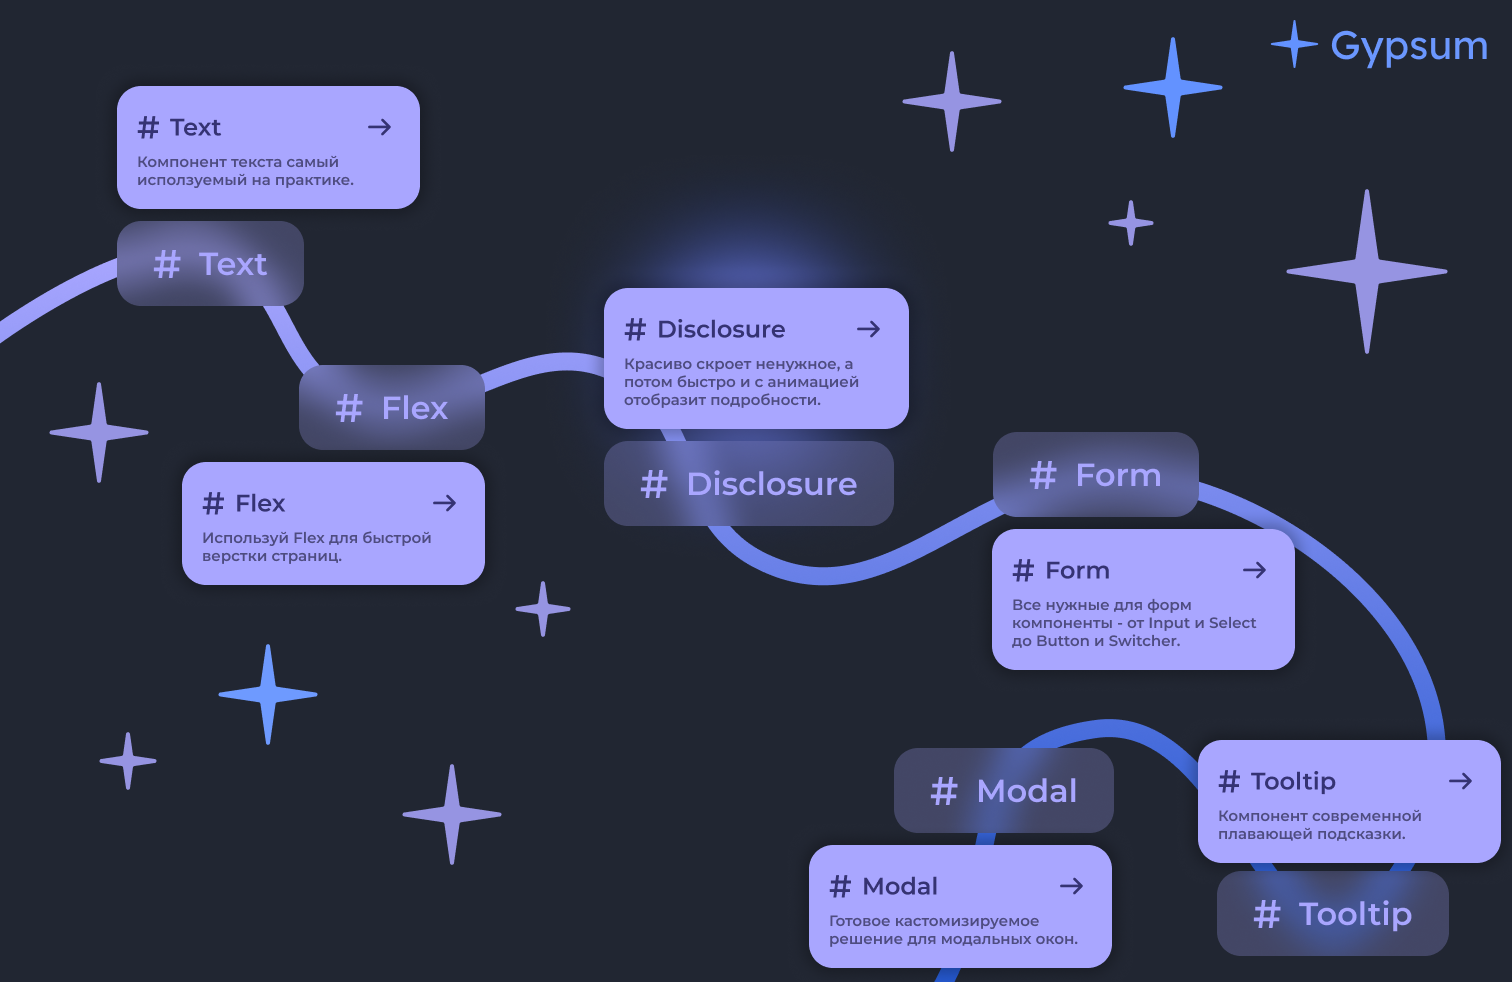 Gypsum
# Text
Компонент текста самый
исползуемый на практике.
# Text
# Flex
# Flex
Используй Flex для быстрой
верстки страниц.
# Disclosure
Красиво скроет ненужное, а
потом быстро и с анимацией
отобразит подробности.
# Disclosure
# Form
# Form
Все нужные для форм
компоненты - от Input и Select
до Button и Switcher.
# Tooltip
Компонент современной
плавающей подсказки.
# Tooltip
# Modal
# Modal
Готовое кастомизируемое
решение для модальных окон.